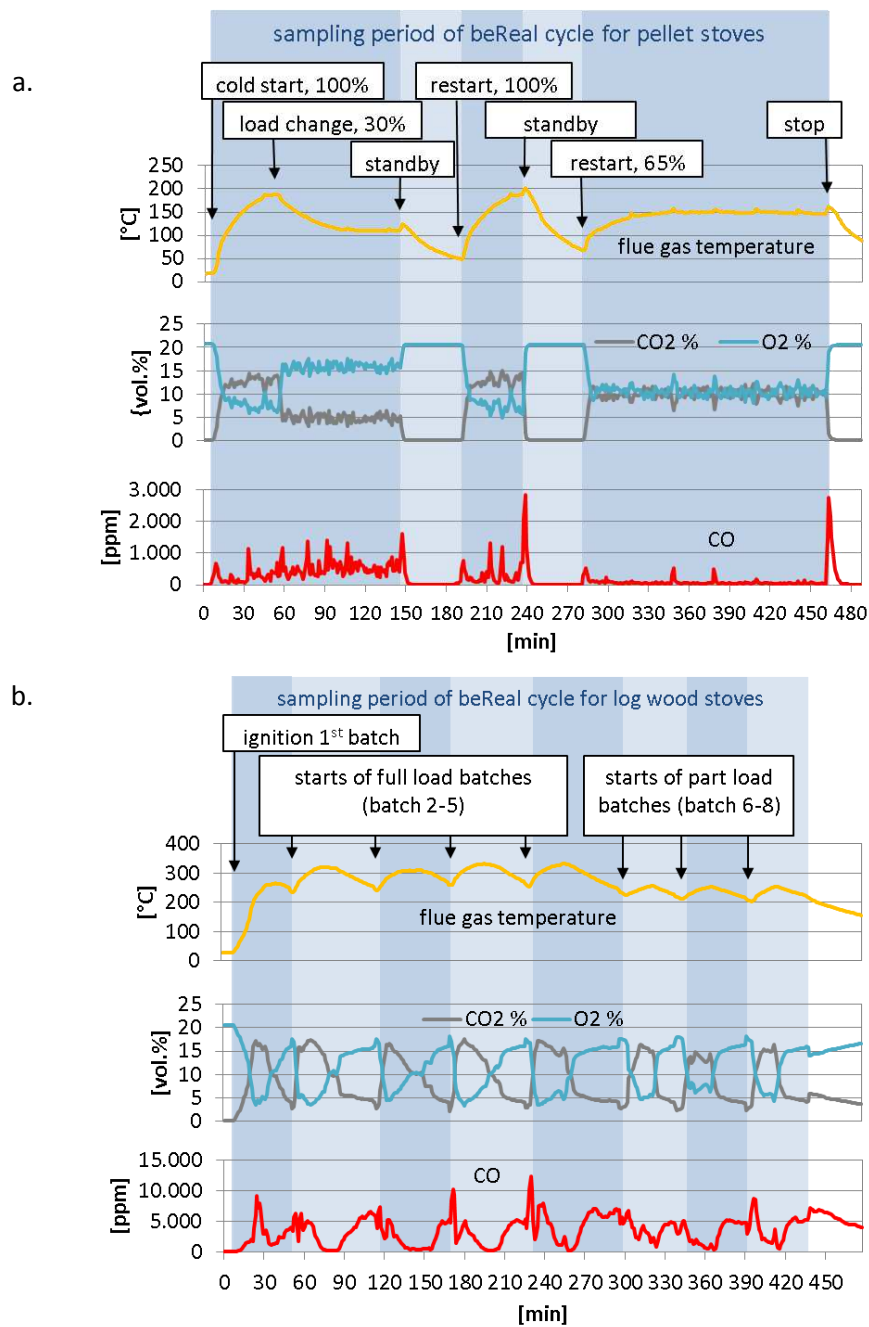 a.
sampling period of beReal cycle for pellet stoves
cold start, 100%
restart, 100%
load change, 30%
standby
stop
standby
restart, 65%
250
200
150
100
50
0
[°C]
flue gas temperature
25
20
15
10
5
0
{vol.%]
CO2 %
O2 %
3.000
2.000
1.000
0
[ppm]
CO
0 30 60 90 120 150 180 210 240 270 300 330 360 390 420 450 480
[min]
b.
sampling period of beReal cycle for log wood stoves
ignition 1st batch
starts of full load batches
(batch 2-5)
starts of part load
batches (batch 6-8)
400
300
200
100
0
[°C]
flue gas temperature
25
20
15
10
5
0
[vol.%]
CO2 %
O2 %
15.000
10.000
5.000
0
[ppm]
CO
0 30 60 90 120 150 180 210 240 270 300 330 360 390 420 450
[min]